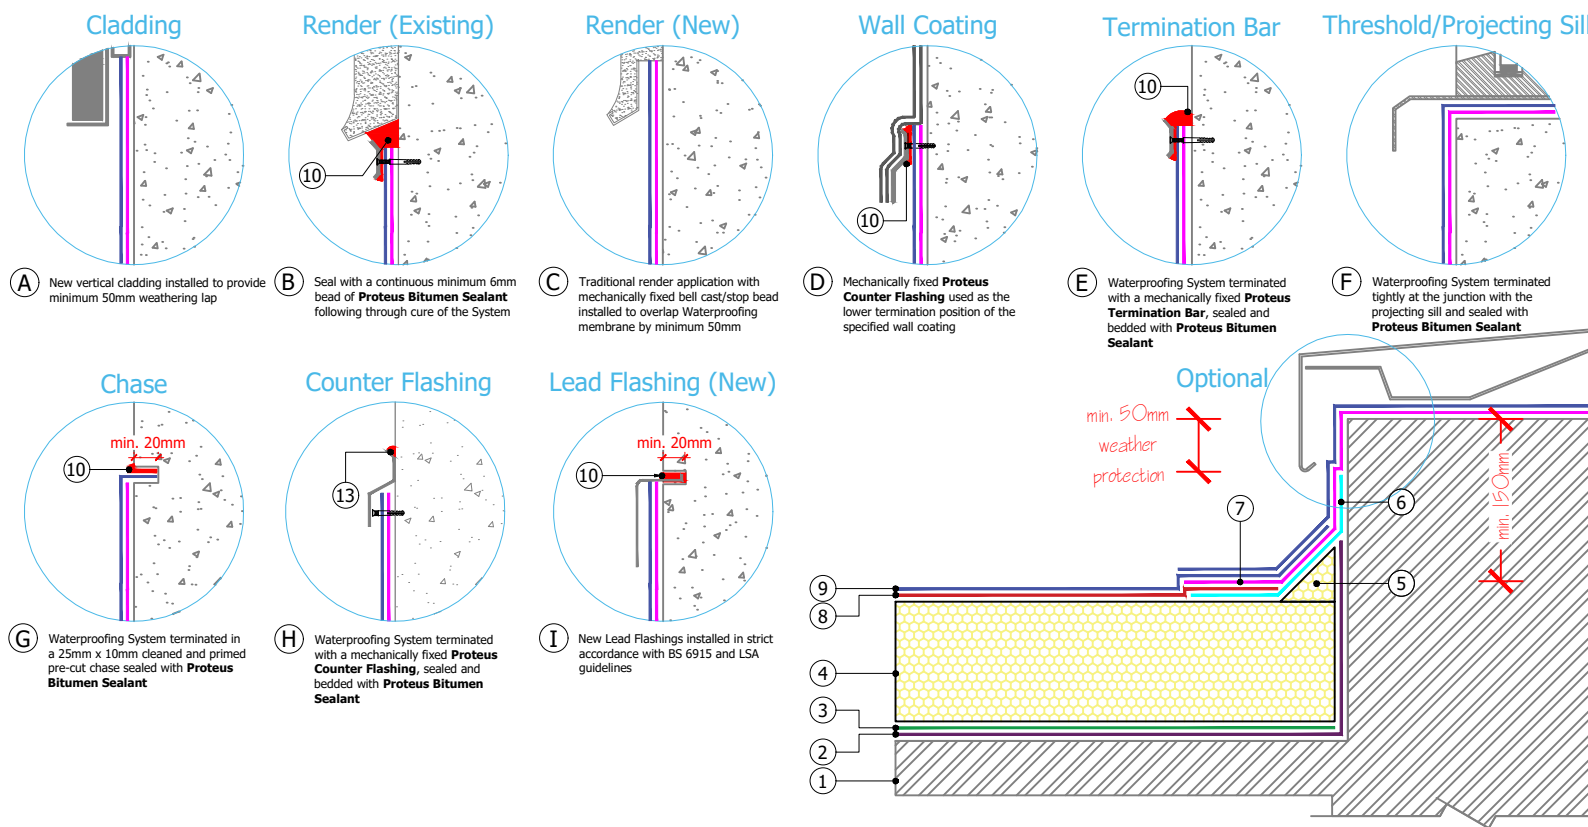 Cladding
Render (Existing)
Render (New)
Wall Coating
Termination Bar
Threshold/Projecting Sill
10
10
10
A
New vertical cladding installed to provide
minimum 50mm weathering lap
B
Seal with a continuous minimum 6mm
bead of Proteus Bitumen Sealant
following through cure of the System
C
Traditional render application with
mechanically fixed bell cast/stop bead
installed to overlap Waterproofing
membrane by minimum 50mm
D
Mechanically fixed Proteus
Counter Flashing used as the
lower termination position of the
specified wall coating
E
Waterproofing System terminated
with a mechanically fixed Proteus
Termination Bar, sealed and
bedded with Proteus Bitumen
Sealant
F
Waterproofing System terminated
tightly at the junction with the
projecting sill and sealed with
Proteus Bitumen Sealant
Chase
Counter Flashing
Lead Flashing (New)
min. 20mm
10
13
min. 20mm
10
G
Waterproofing System terminated in
a 25mm x 10mm cleaned and primed
pre-cut chase sealed with Proteus
Bitumen Sealant
H
Waterproofing System terminated
with a mechanically fixed Proteus
Counter Flashing, sealed and
bedded with Proteus Bitumen
Sealant
I
New Lead Flashings installed in strict
accordance with BS 6915 and LSA
guidelines
Optional
min. 50mm
weather
protection
min. 150mm
7
6
5
9
8
4
3
2
1